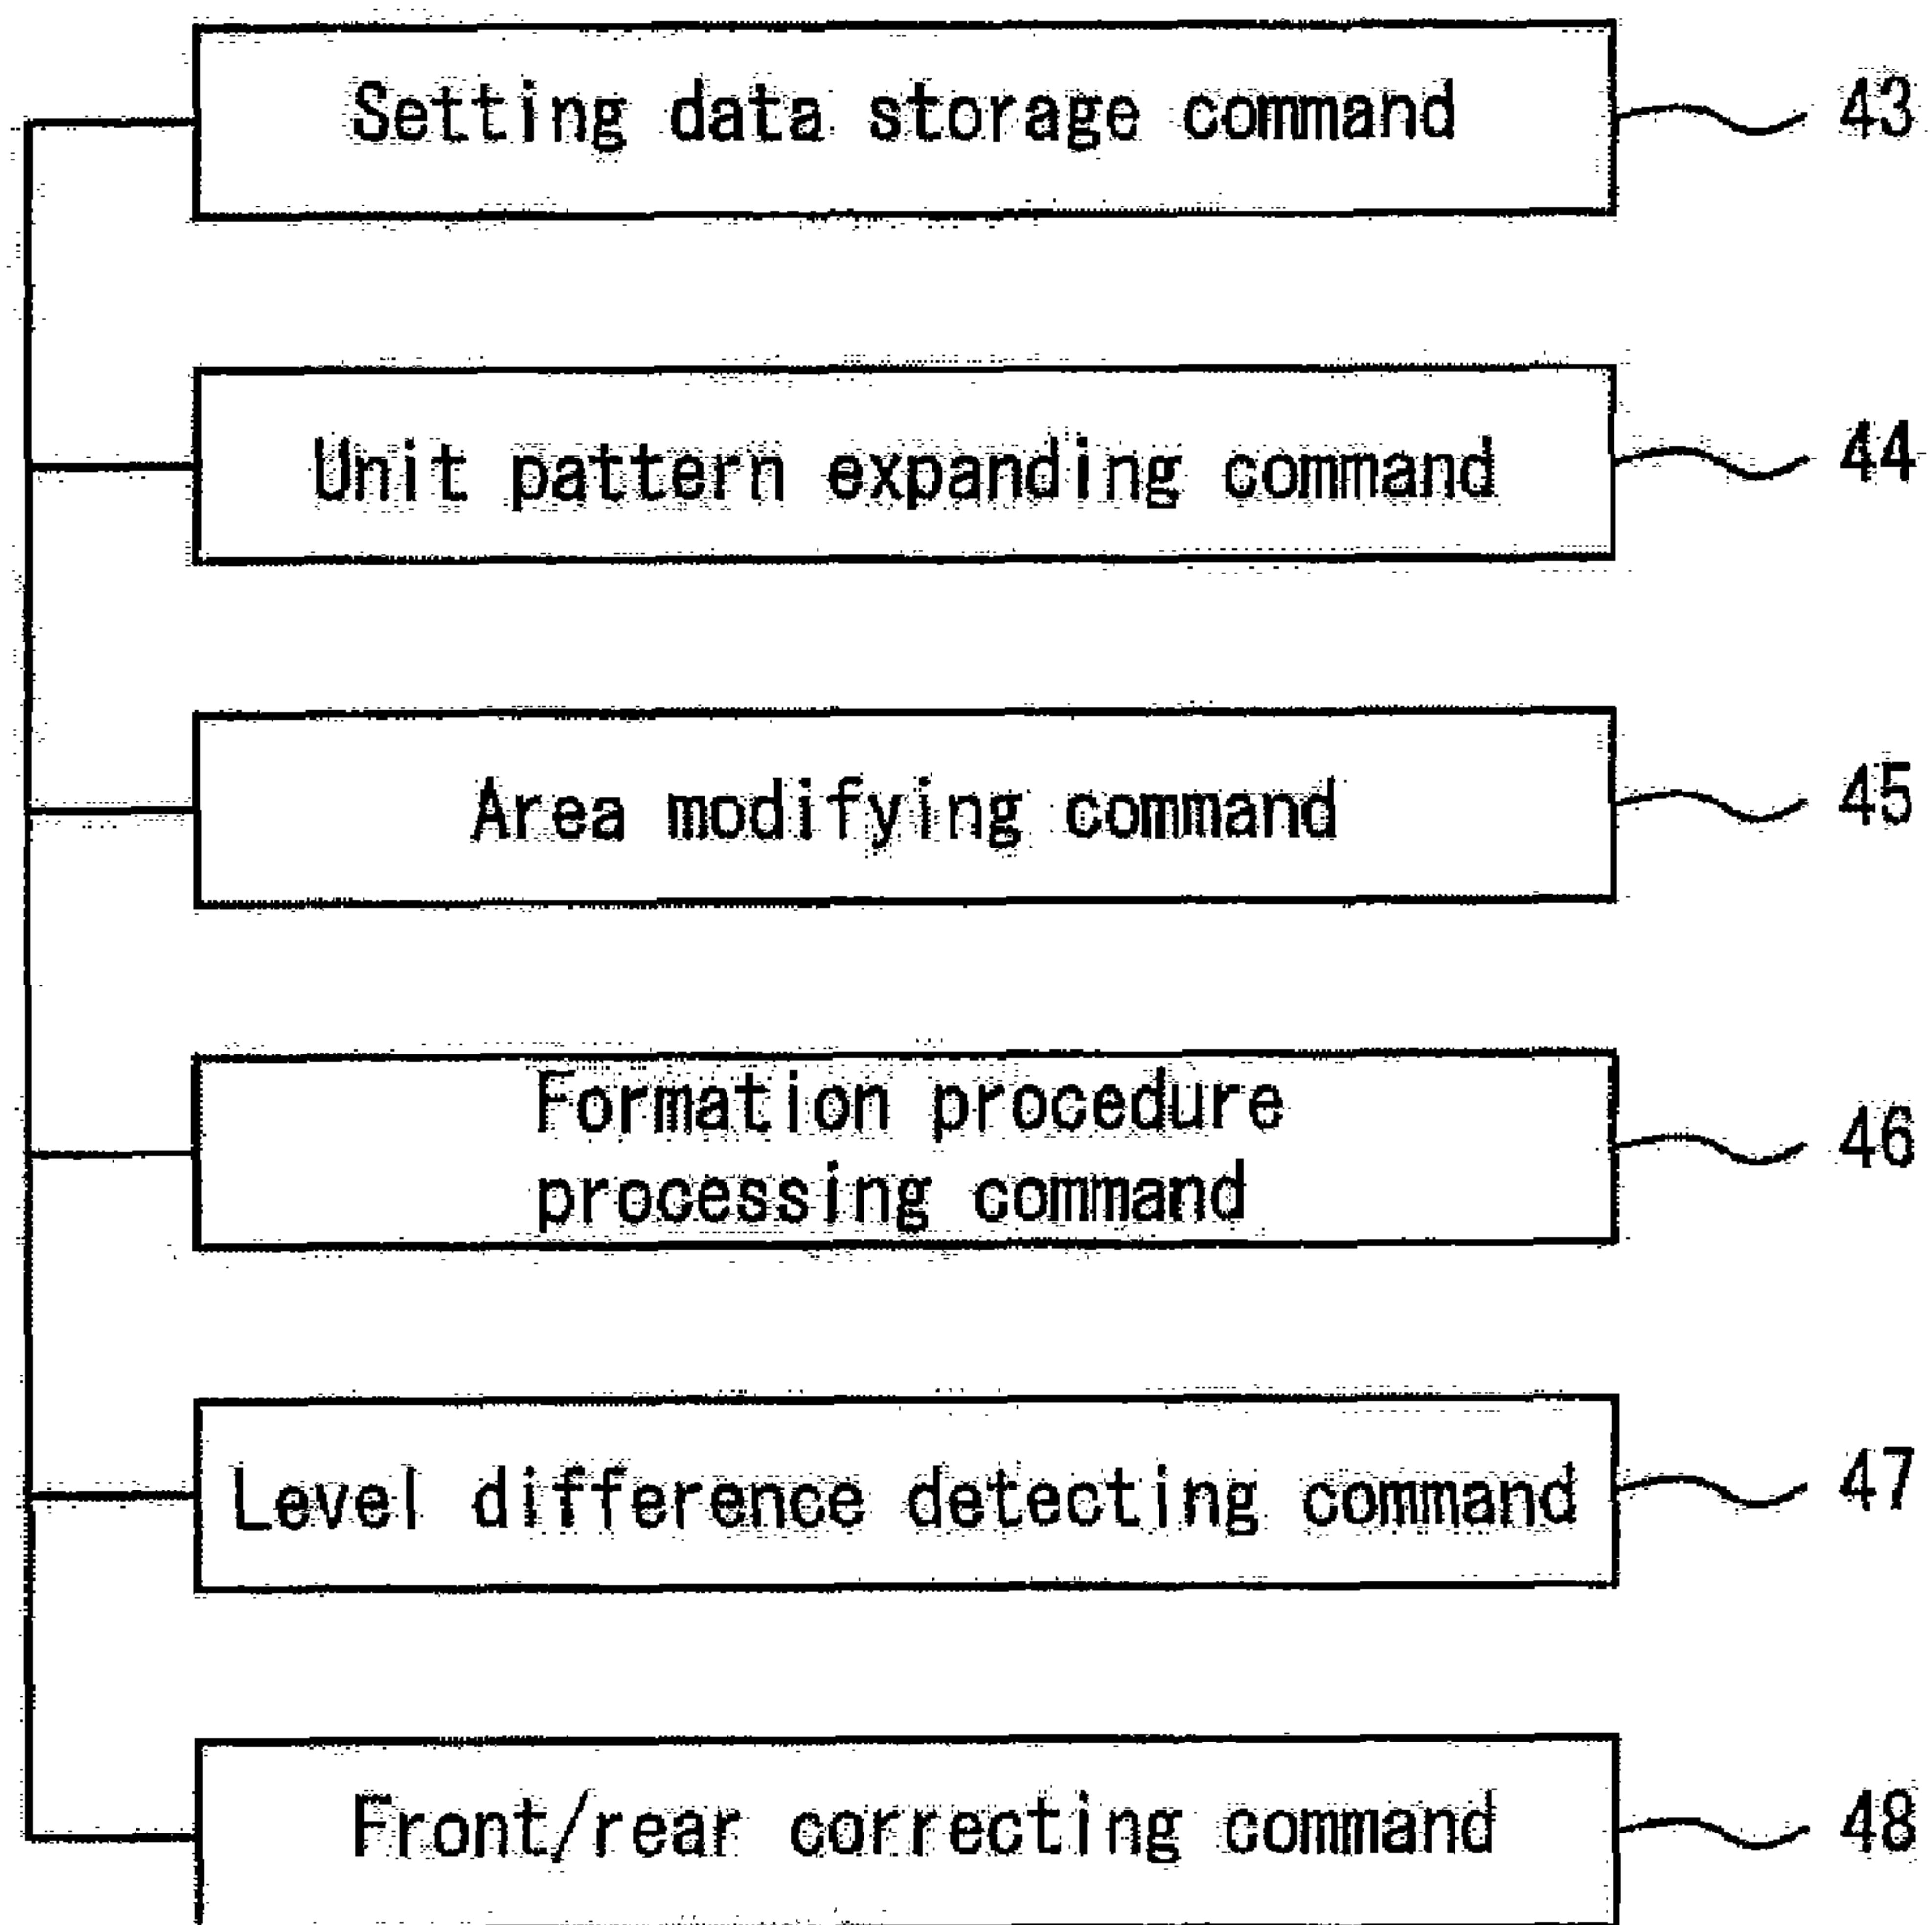 Setting data storage command 43
Unit pattern expanding command 44
Area modifying command 45
Formation procedure 46
processing command
Level difference detecting command 47
Front/rear correcting command 48